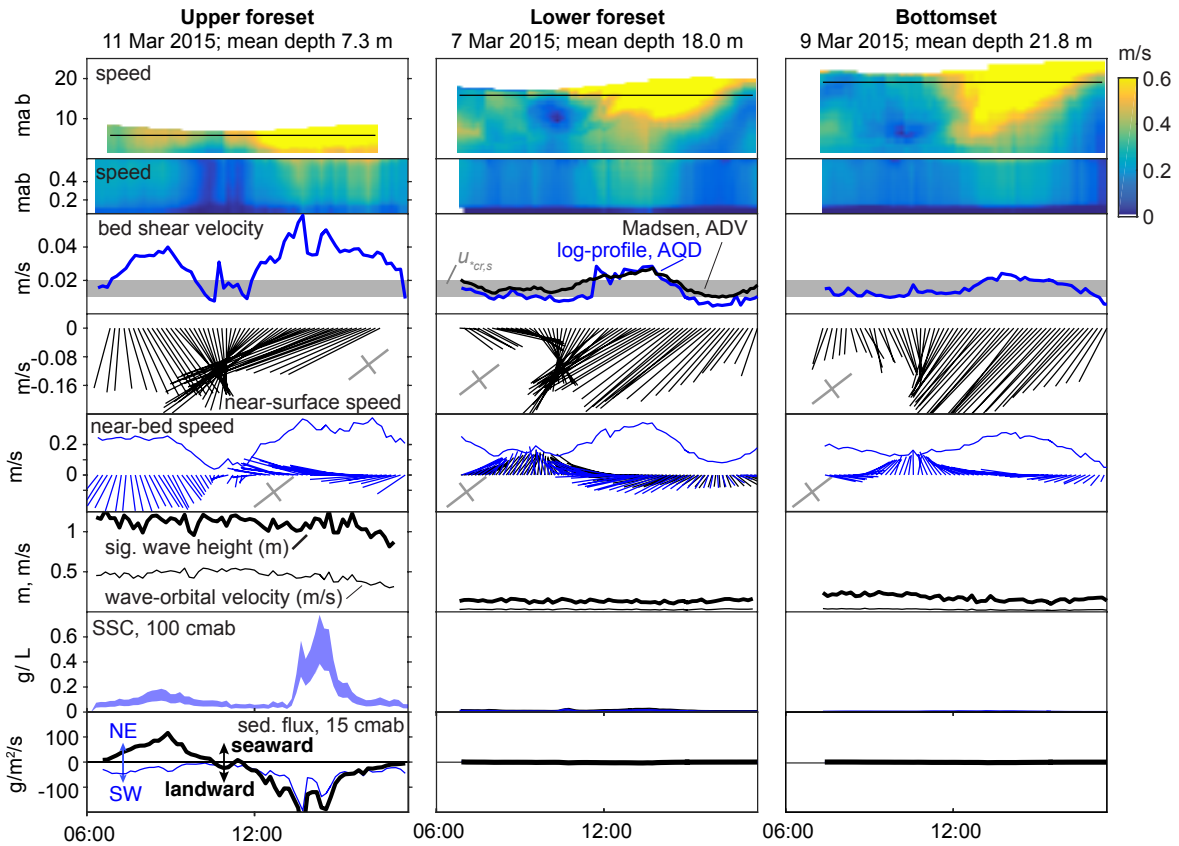 Upper foreset
11 Mar 2015; mean depth 7.3 m
Lower foreset
7 Mar 2015; mean depth 18.0 m
Bottomset
9 Mar 2015; mean depth 21.8 m
m/s
0.6
0.4
0.2
0
speed
20
10
mab
speed
0.4
0.2
mab
bed shear velocity
0.04
0.02
m/s
u*cr,s
Madsen, ADV
log-profile, AQD
0
-0.08
-0.16
m/s
near-surface speed
near-bed speed
0.2
0
m/s
1
0.5
m, m/s
sig. wave height (m)
wave-orbital velocity (m/s)
SSC, 100 cmab
0.6
0.4
0.2
0
g/ L
sed. flux, 15 cmab
NE
SW
seaward
landward
100
0
-100
g/m²/s
06:00
12:00
06:00
12:00
06:00
12:00